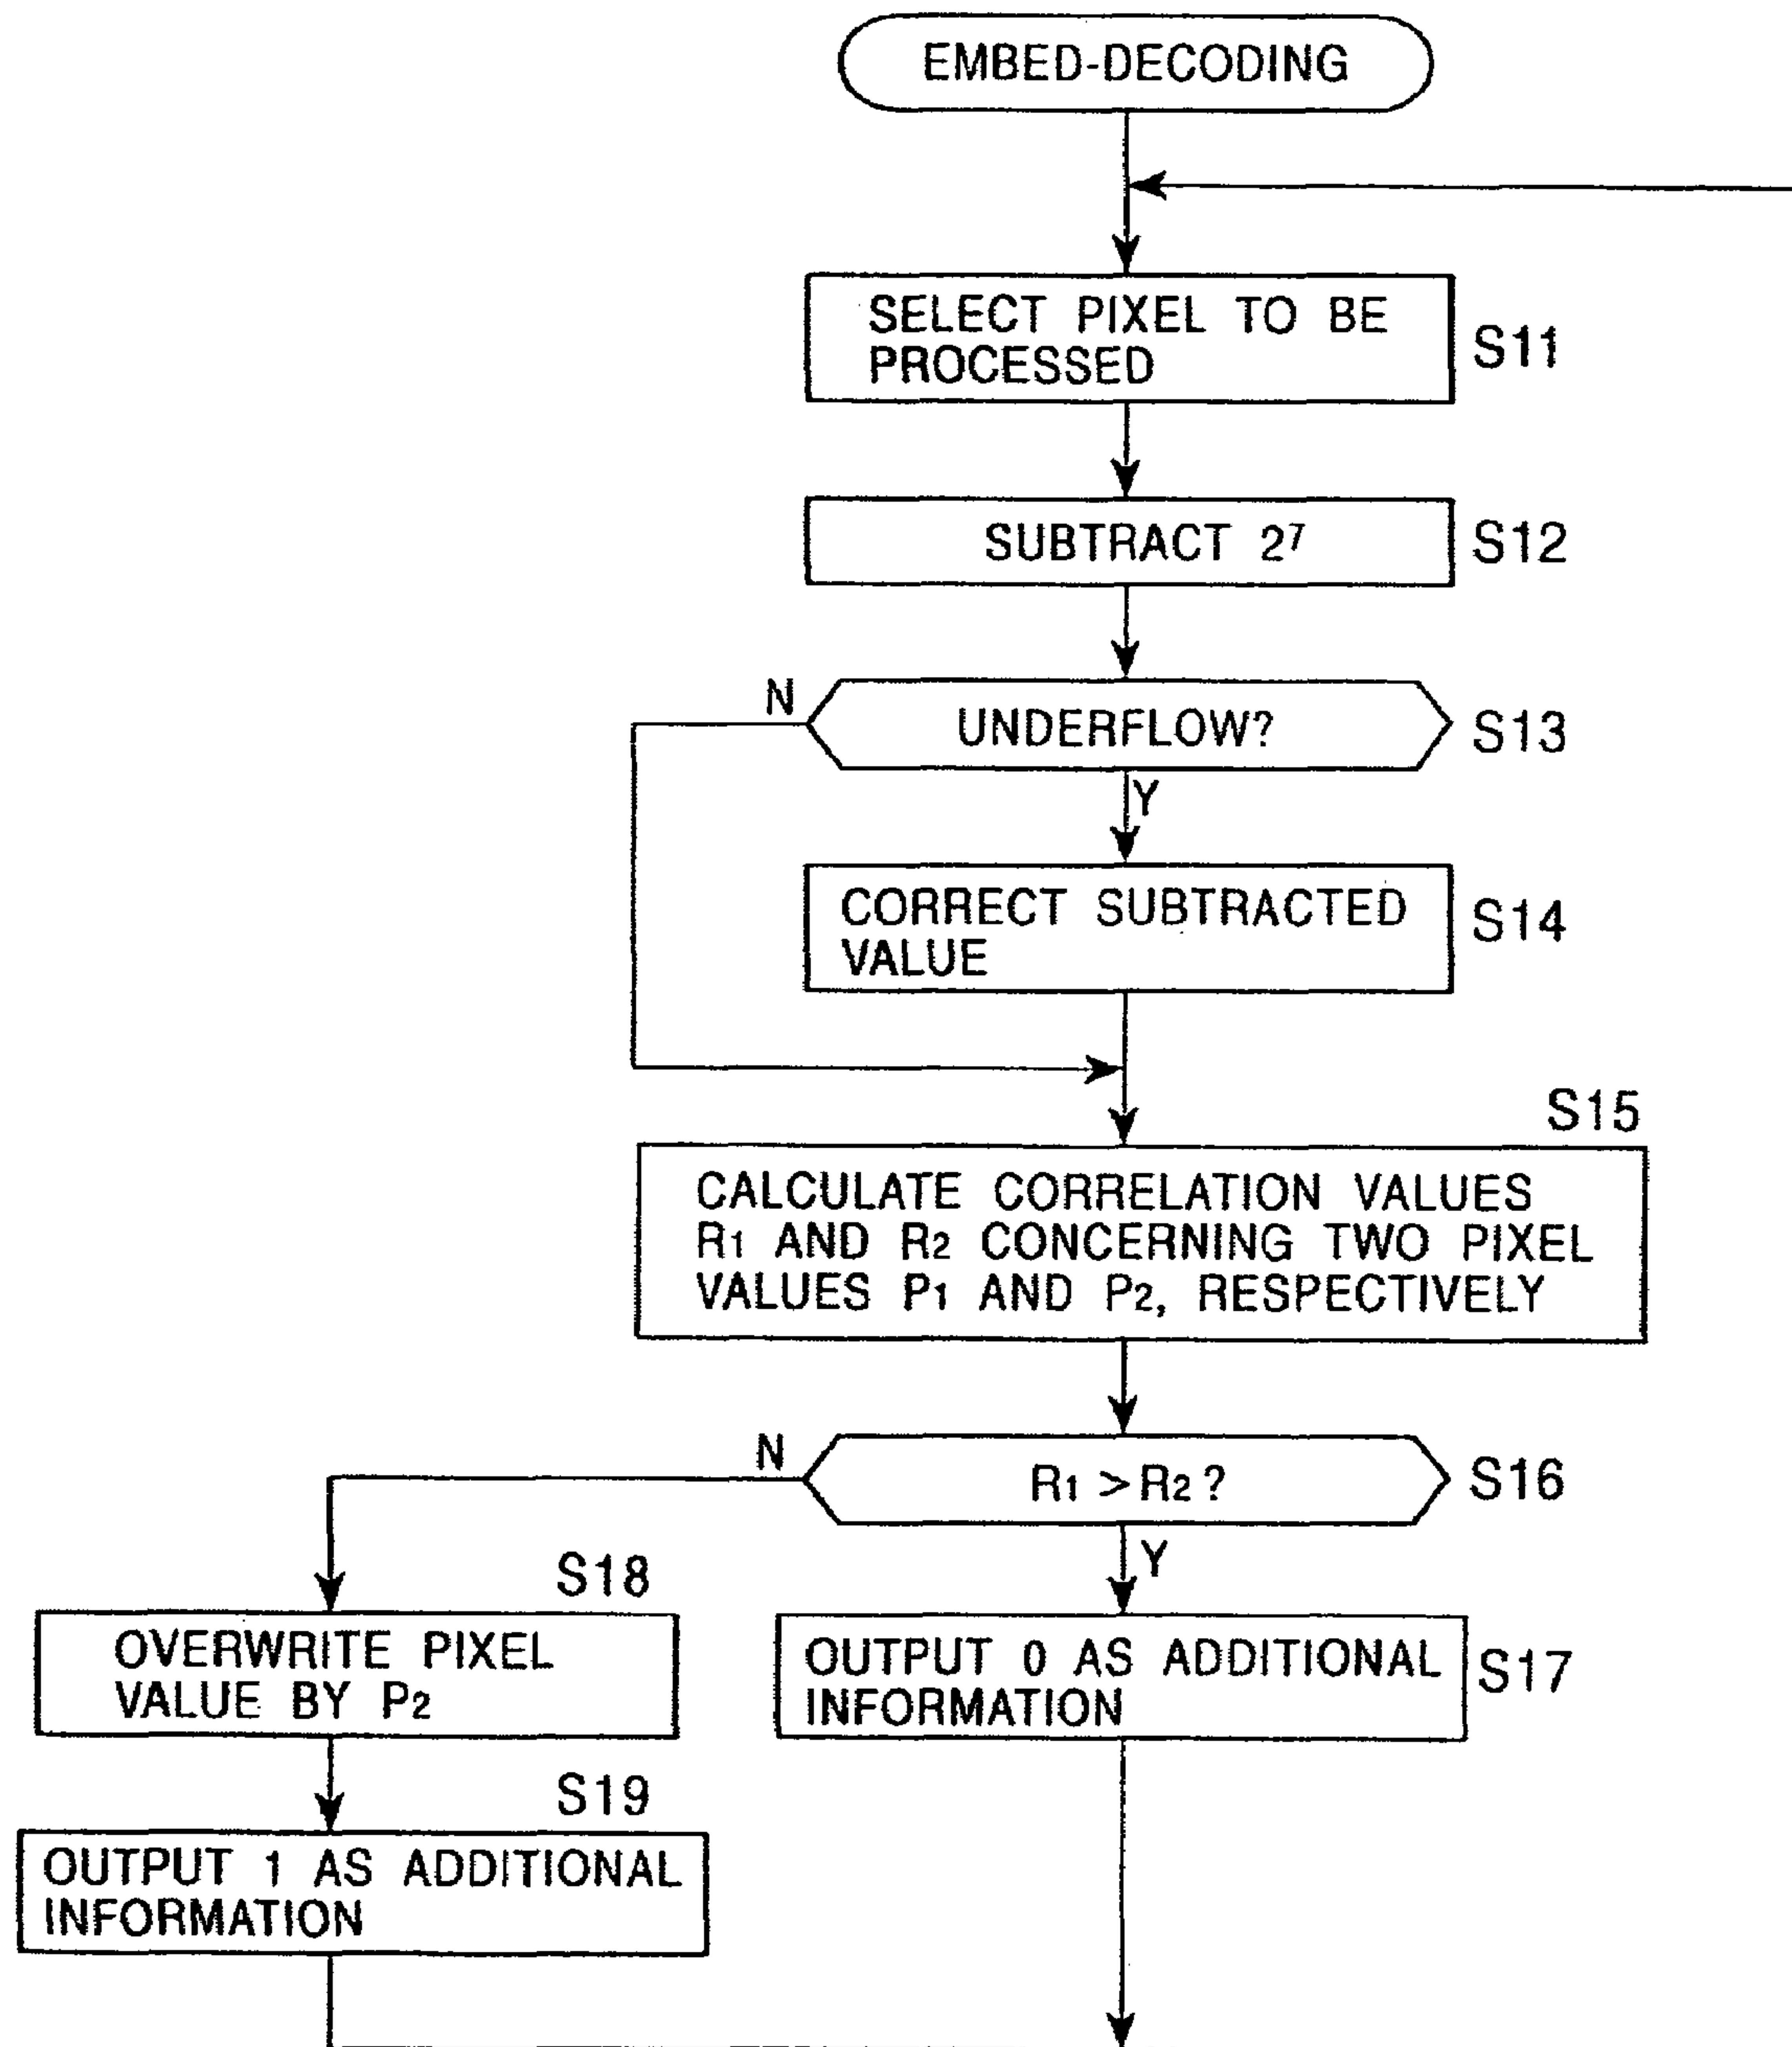 EMBED-DECODING
SELECT PIXEL TO BE
PROCESSED
S11
SUBTRACT 2⁷
S12
N
UNDERFLOW?
S13
Y
CORRECT SUBTRACTED
VALUE
S14
S15
CALCULATE CORRELATION VALUES
R₁ AND R₂ CONCERNING TWO PIXEL
VALUES P₁ AND P₂, RESPECTIVELY
N
R₁ > R₂ ?
S16
Y
S18
OVERWRITE PIXEL
VALUE BY P₂
OUTPUT 0 AS ADDITIONAL
INFORMATION
S17
S19
OUTPUT 1 AS ADDITIONAL
INFORMATION